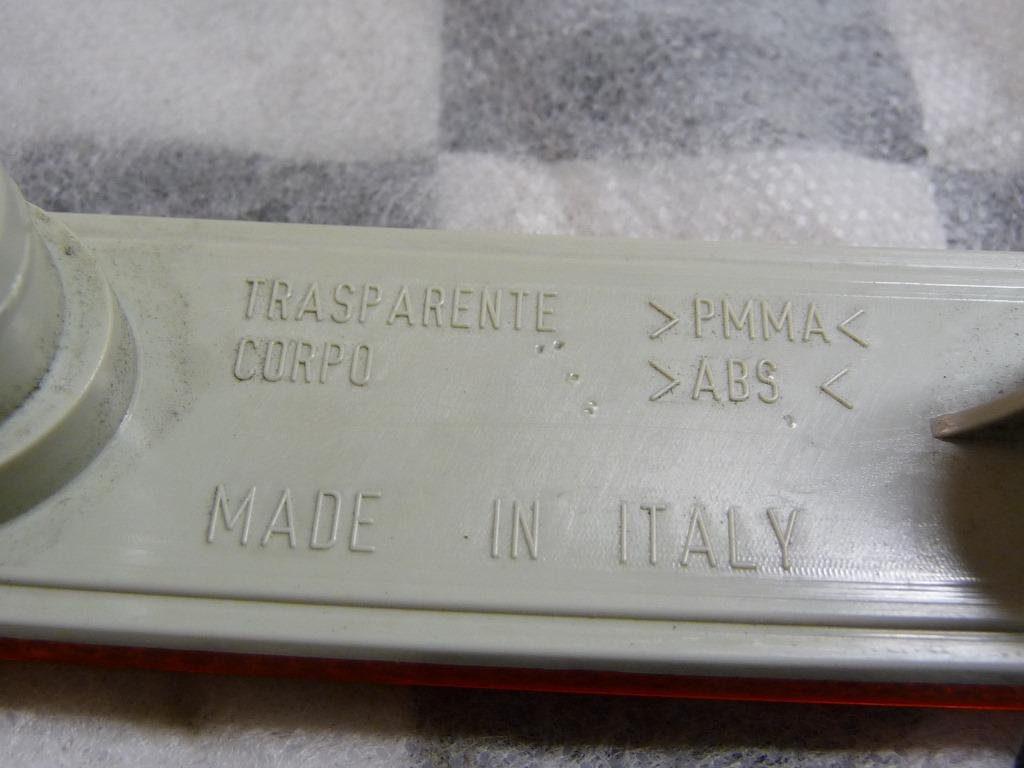 TRASPARENTE >PMMA<
CORPO >ABS <
MADE IN ITALY